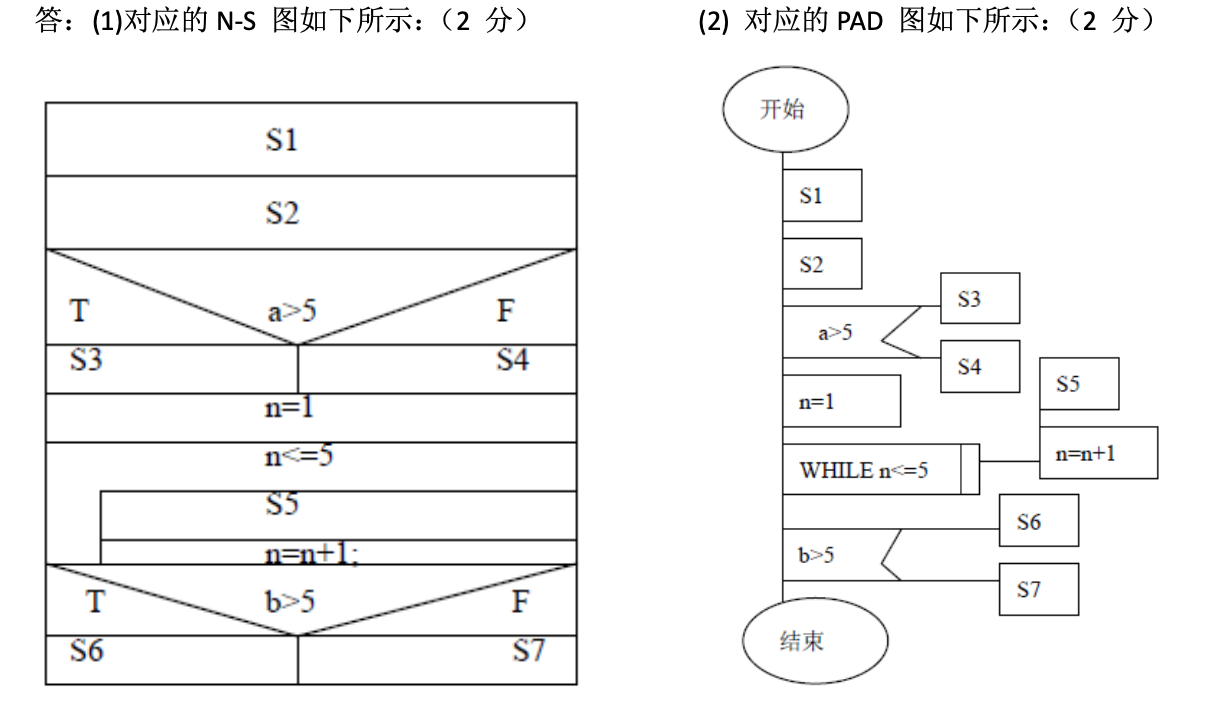 答：(1)对应的 N-S 图如下所示：（2 分）
S1
S2
T a>5 F
S3 S4
n=1
n<=5
S5
n=n+1;
T b>5 F
S6 S7
(2) 对应的 PAD 图如下所示：（2 分）
开始
S1
S2
a>5
S3
S4
n=1
WHILE n<=5
S5
n=n+1
b>5
S6
S7
结束